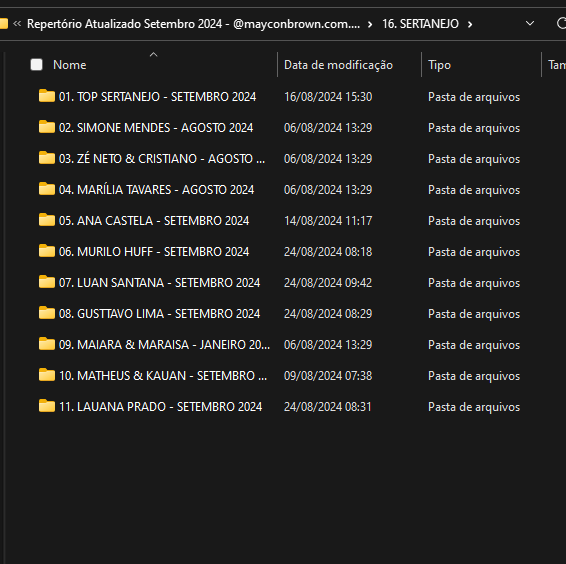 « Repertório Atualizado Setembro 2024 - @mayconbrown.com.... > 16. SERTANEJO >
Nome Data de modificação Tipo Tam
01. TOP SERTANEJO - SETEMBRO 2024 16/08/2024 15:30 Pasta de arquivos
02. SIMONE MENDES - AGOSTO 2024 06/08/2024 13:29 Pasta de arquivos
03. ZÉ NETO & CRISTIANO - AGOSTO ... 06/08/2024 13:29 Pasta de arquivos
04. MARÍLIA TAVARES - AGOSTO 2024 06/08/2024 13:29 Pasta de arquivos
05. ANA CASTELA - SETEMBRO 2024 14/08/2024 11:17 Pasta de arquivos
06. MURILO HUFF - SETEMBRO 2024 24/08/2024 08:18 Pasta de arquivos
07. LUAN SANTANA - SETEMBRO 2024 24/08/2024 09:42 Pasta de arquivos
08. GUSTTAVO LIMA - SETEMBRO 2024 24/08/2024 08:29 Pasta de arquivos
09. MAIARA & MARAISA - JANEIRO 20... 06/08/2024 13:29 Pasta de arquivos
10. MATHEUS & KAUAN - SETEMBRO ... 09/08/2024 07:38 Pasta de arquivos
11. LAUANA PRADO - SETEMBRO 2024 24/08/2024 08:31 Pasta de arquivos